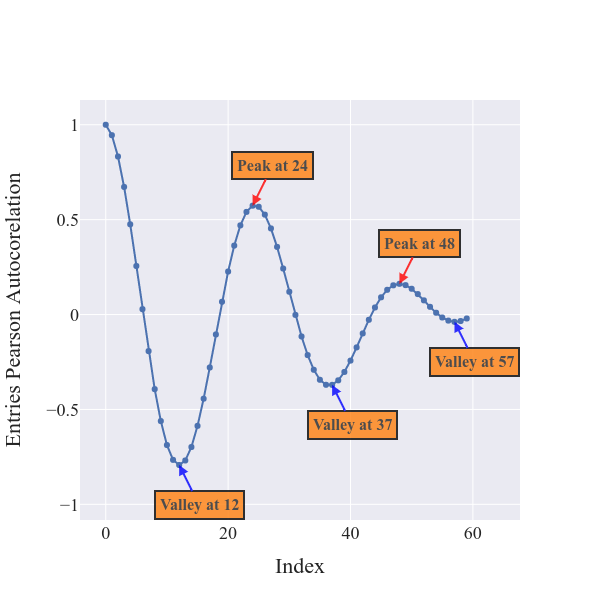 1
Peak at 24
0.5
Peak at 48
Entries Pearson Autocorelation
0
Valley at 57
−0.5
Valley at 37
Valley at 12
−1
0
20
40
60
Index